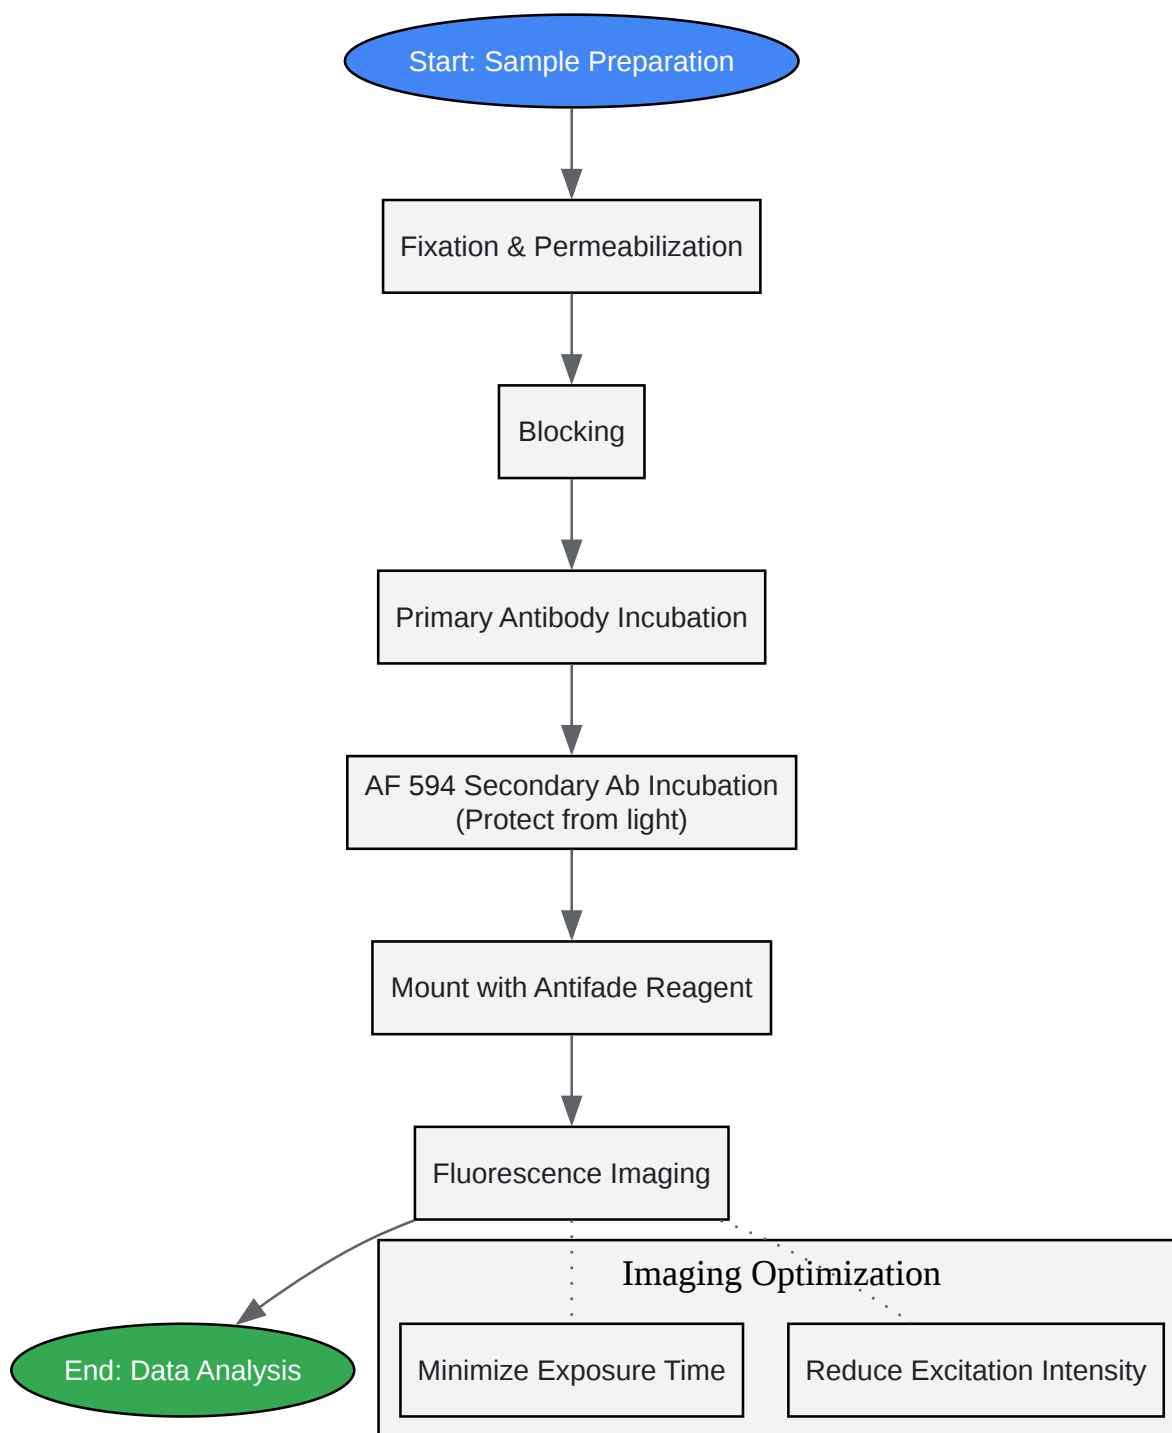 Start: Sample Preparation
Fixation & Permeabilization
Blocking
Primary Antibody Incubation
AF 594 Secondary Ab Incubation
(Protect from light)
Mount with Antifade Reagent
Fluorescence Imaging
Imaging Optimization
End: Data Analysis
Minimize Exposure Time
Reduce Excitation Intensity